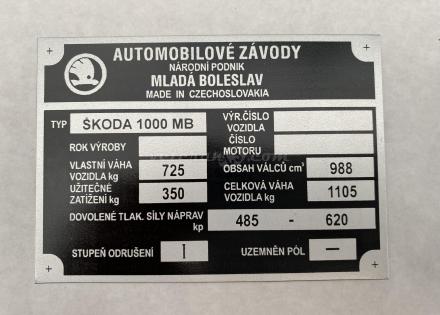 AUTOMOBILOVÉ ZÁVODY
NÁRODNÍ PODNIK
MLADÁ BOLESLAV
MADE IN CZECHOSLOVAKIA
TYP ŠKODA 1000 MB
VÝR.ČÍSLO
VOZIDLA
ČÍSLO
MOTORU
ROK VÝROBY
VLASTNÍ VÁHA
VOZIDLA kg 725
OBSAH VÁLCŮ cm³ 988
UŽITEČNÉ
ZATÍŽENÍ kg 350
CELKOVÁ VÁHA
VOZIDLA kg 1105
DOVOLENÉ TLAK. SÍLY NÁPRAV
kp 485 - 620
STUPEŇ ODRUŠENÍ I
UZEMNĚN PÓL —